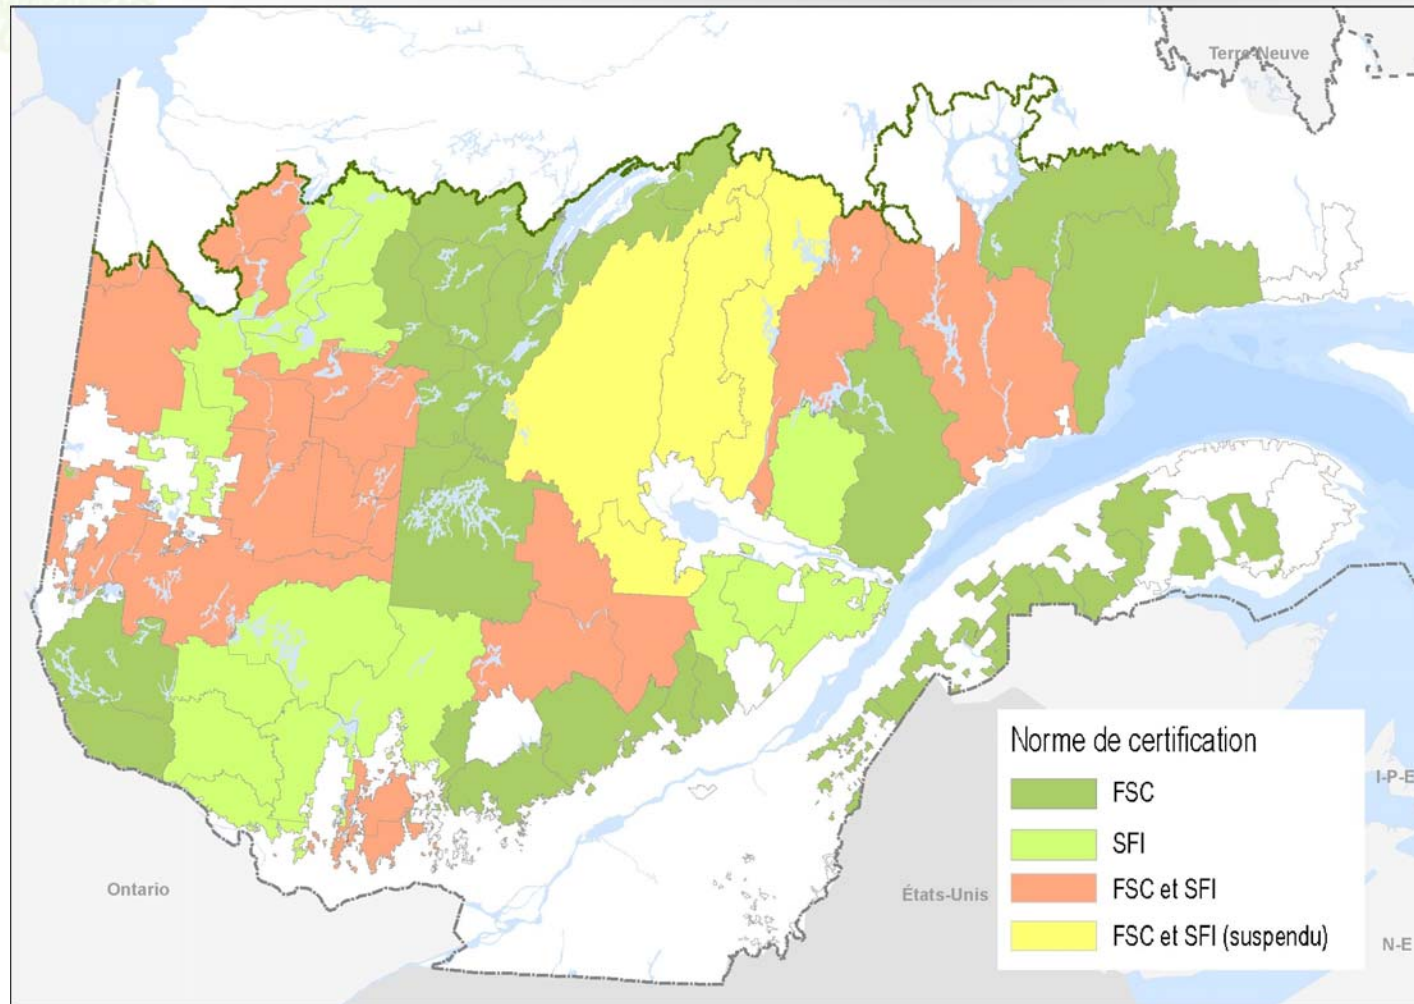 Terre-Neuve
Norme de certification
FSC
I-P-E
SFI
Ontario
États-Unis
FSC et SFI
FSC et SFI (suspendu)
N-E